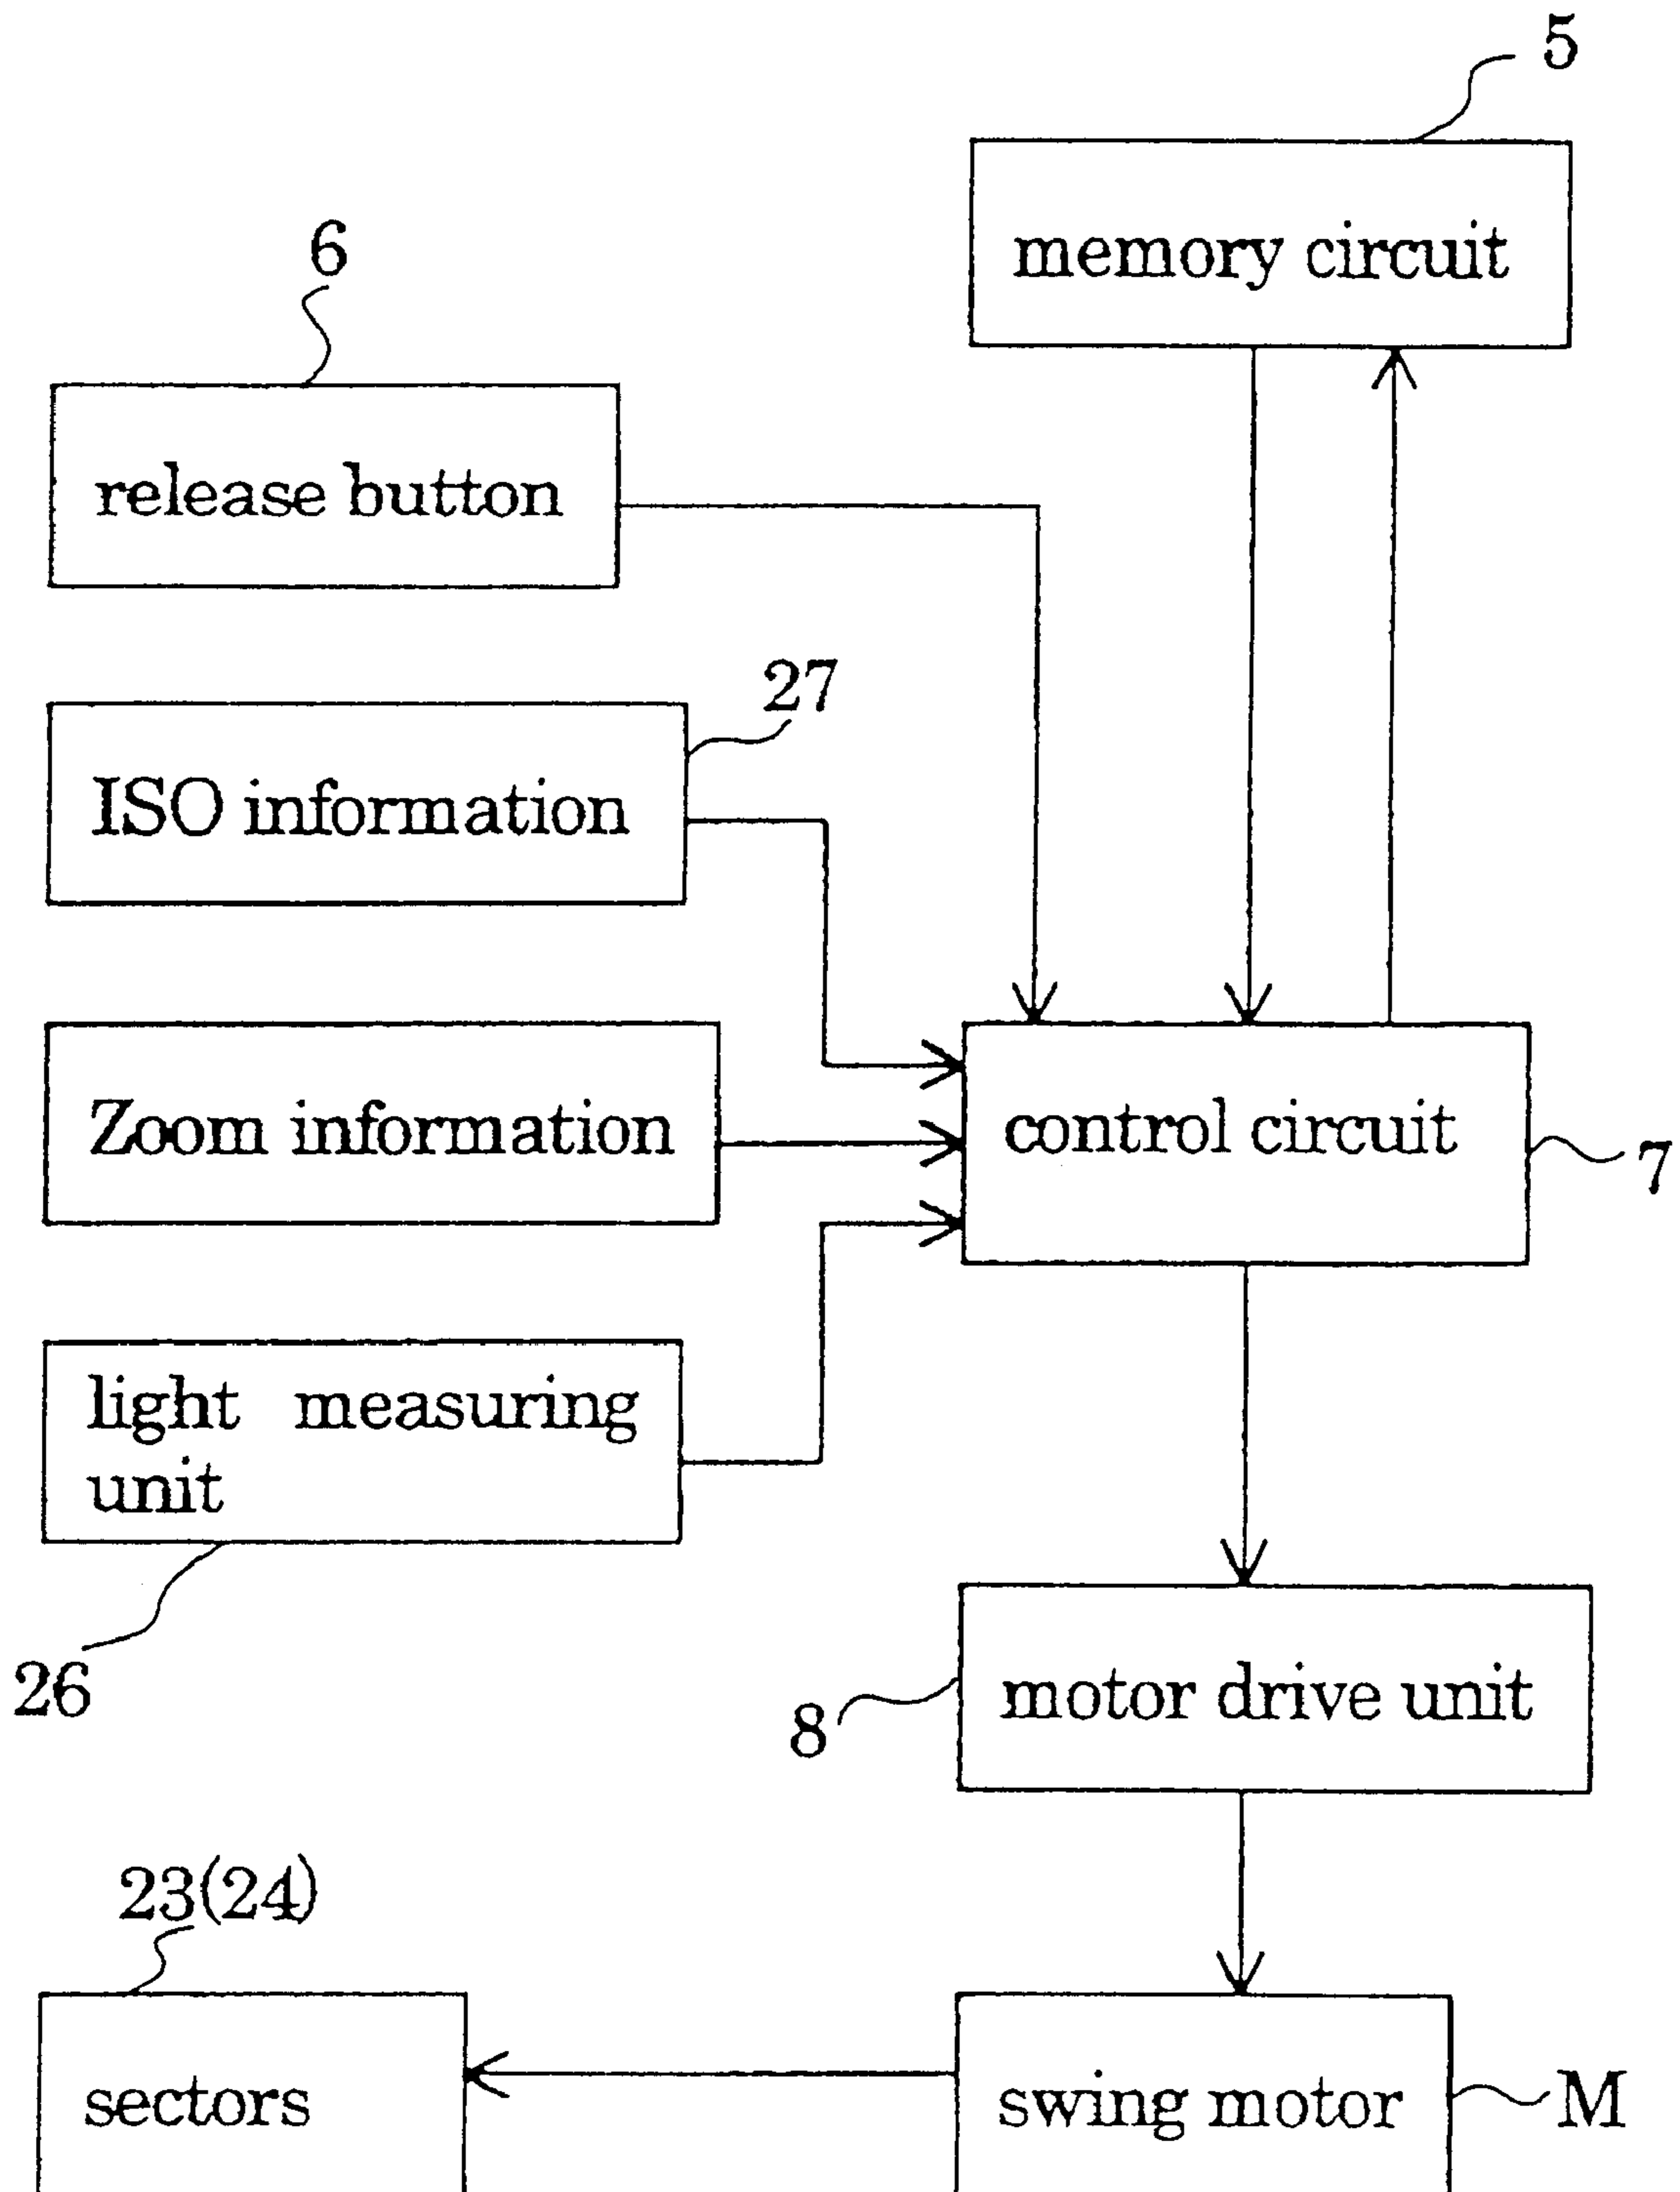 5
memory circuit
6
release button
27
ISO information
Zoom information
control circuit
7
light measuring
unit
26
motor drive unit
8
23(24)
sectors
swing motor
M